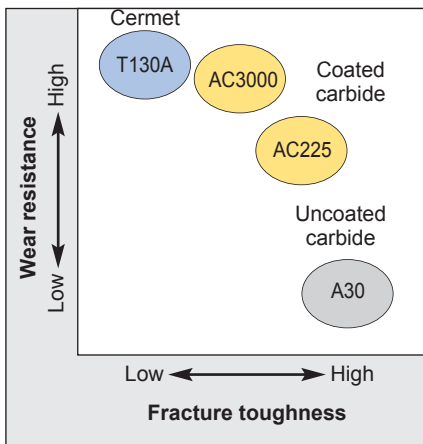 Cermet
T130A
AC3000
Coated
carbide
AC225
Uncoated
carbide
A30
High
Wear resistance
Low
Low
High
Fracture toughness